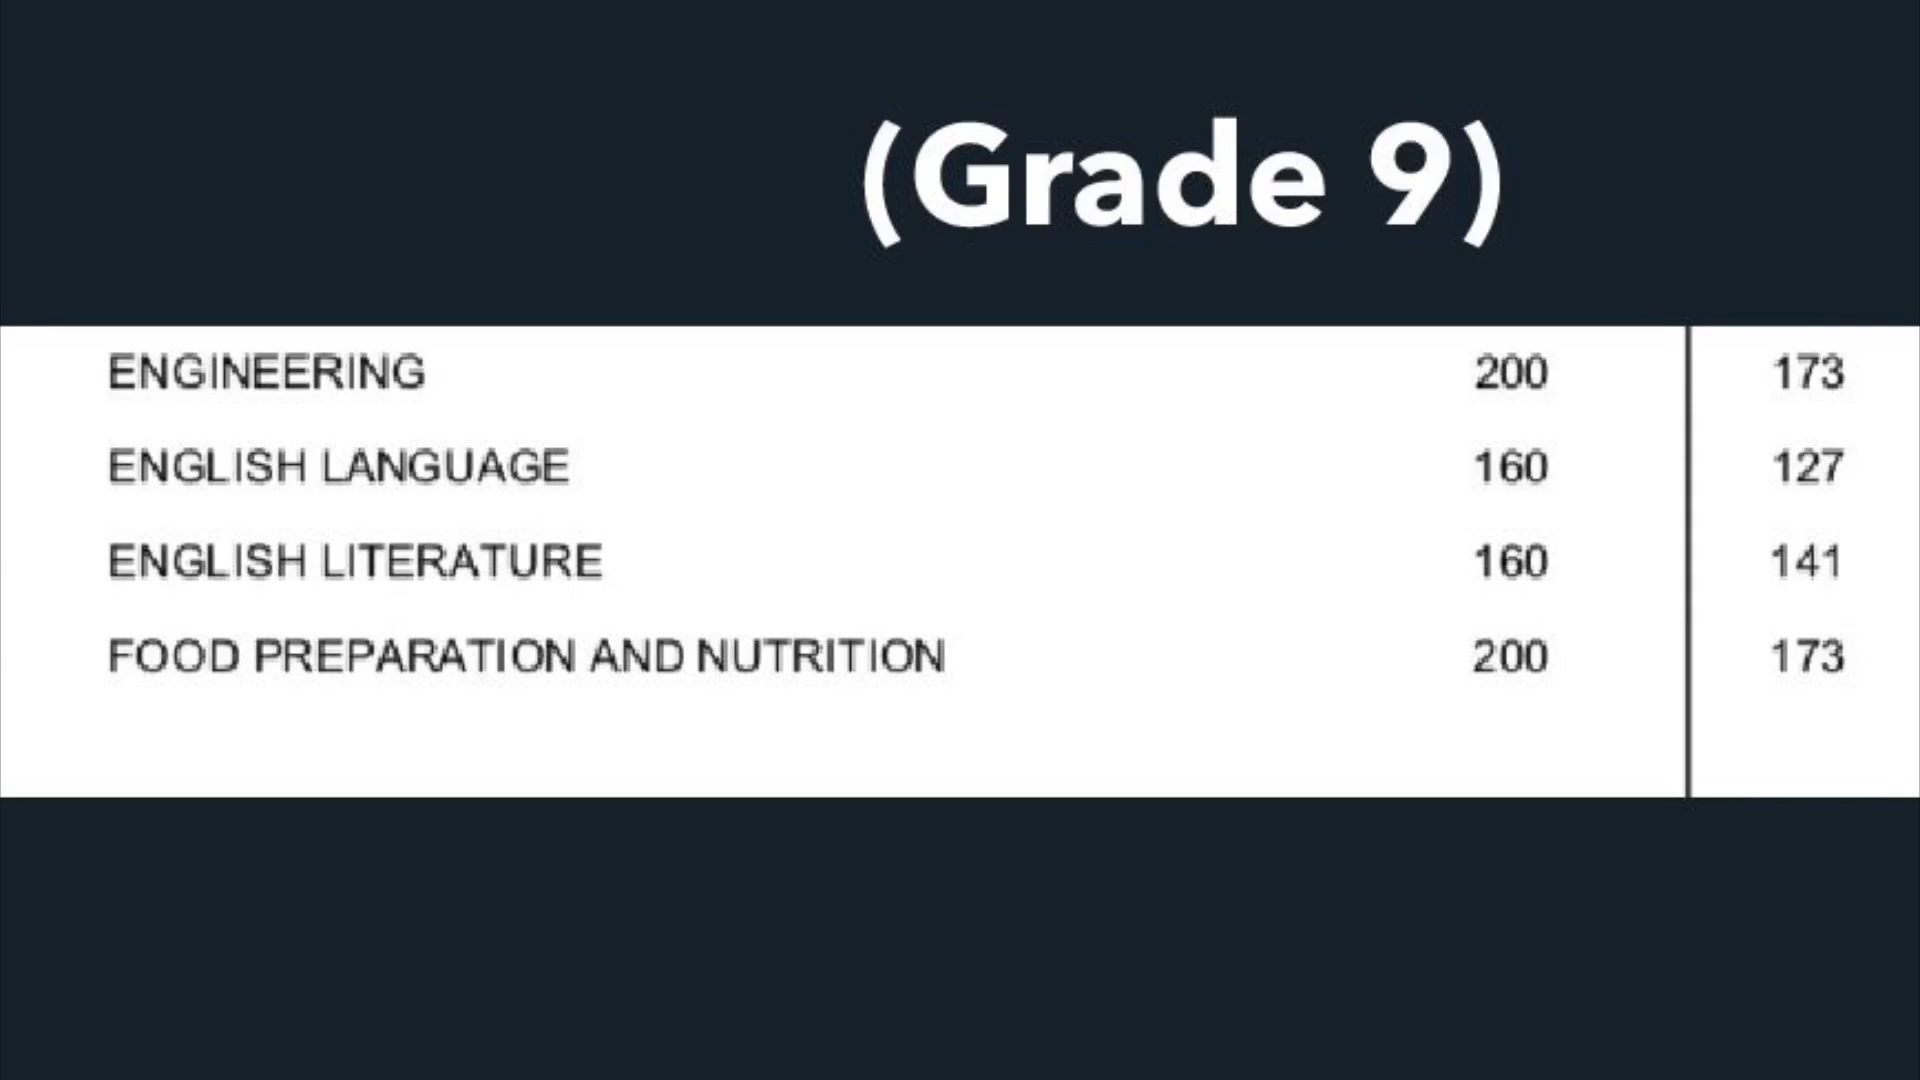 (Grade 9)
ENGINEERING 200 173
ENGLISH LANGUAGE 160 127
ENGLISH LITERATURE 160 141
FOOD PREPARATION AND NUTRITION 200 173